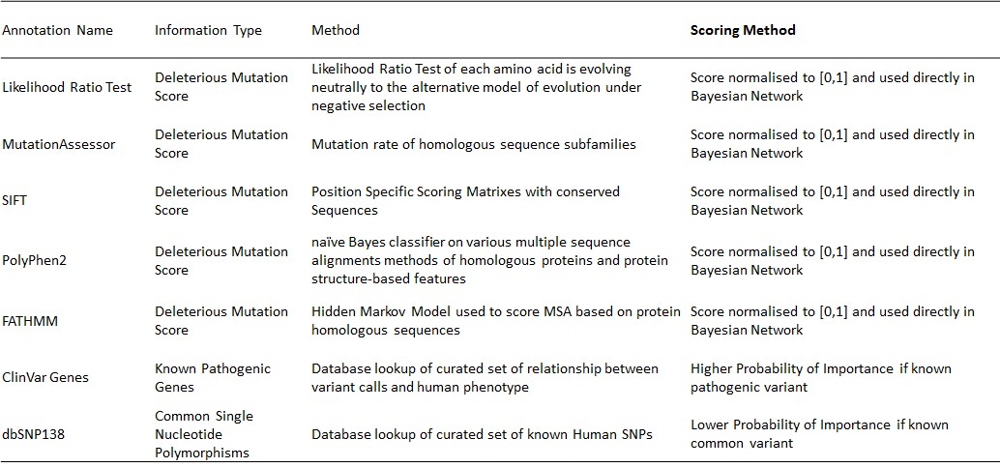 Annotation Name Information Type Method Scoring Method
Likelihood Ratio Test
Deleterious Mutation
Score
Likelihood Ratio Test of each amino acid is evolving
neutrally to the alternative model of evolution under
negative selection
Score normalised to [0,1] and used directly in
Bayesian Network
MutationAssessor
Deleterious Mutation
Score
Mutation rate of homologous sequence subfamilies
Score normalised to [0,1] and used directly in
Bayesian Network
SIFT
Deleterious Mutation
Score
Position Specific Scoring Matrixes with conserved
Sequences
Score normalised to [0,1] and used directly in
Bayesian Network
PolyPhen2
Deleterious Mutation
Score
naïve Bayes classifier on various multiple sequence
alignments methods of homologous proteins and protein
structure-based features
Score normalised to [0,1] and used directly in
Bayesian Network
FATHMM
Deleterious Mutation
Score
Hidden Markov Model used to score MSA based on protein
homologous sequences
Score normalised to [0,1] and used directly in
Bayesian Network
ClinVar Genes
Known Pathogenic
Genes
Database lookup of curated set of relationship between
variant calls and human phenotype
Higher Probability of Importance if known
pathogenic variant
dbSNP138
Common Single
Nucleotide
Polymorphisms
Database lookup of curated set of known Human SNPs
Lower Probability of Importance if known
common variant